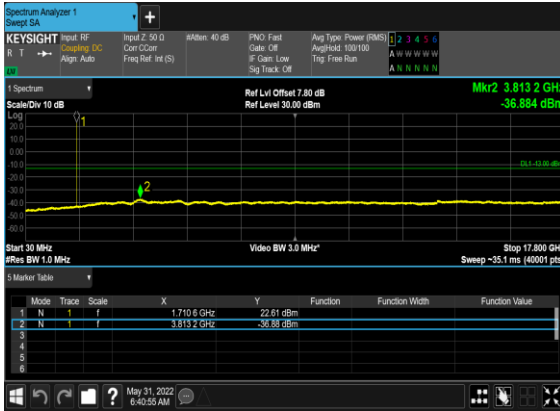 Spectrum Analyzer 1
Swept SA
+
KEYSIGHT Input: RF Input Z: 50 Ω #Atten: 40 dB PNO: Fast Avg Type: Power (RMS) 1 2 3 4 5 6
R T Coupling: DC Corr CCorr Gate: Off Avg|Hold: 100/100 A W W W W W
Align: Auto Freq Ref: Int (S) IF Gain: Low Trig: Free Run
Sig Track: Off A N N N N N
1 Spectrum
Ref Lvl Offset 7.80 dB Mkr2 3.813 2 GHz
Scale/Div 10 dB Ref Level 30.00 dBm -36.884 dBm
Log
20.0
10.0
0.00
-10.0
-20.0
-30.0
-40.0
-50.0
-60.0
1
2
DL1 -13.00 dBm
Start 30 MHz Video BW 3.0 MHz* Stop 17.800 GHz
#Res BW 1.0 MHz Sweep ~35.1 ms (40001 pts)
5 Marker Table
Mode Trace Scale X Y Function Function Width Function Value
1 N 1 f 1.710 6 GHz 22.61 dBm
2 N 1 f 3.813 2 GHz -36.88 dBm
3
4
5
6
?
May 31, 2022
6:40:55 AM